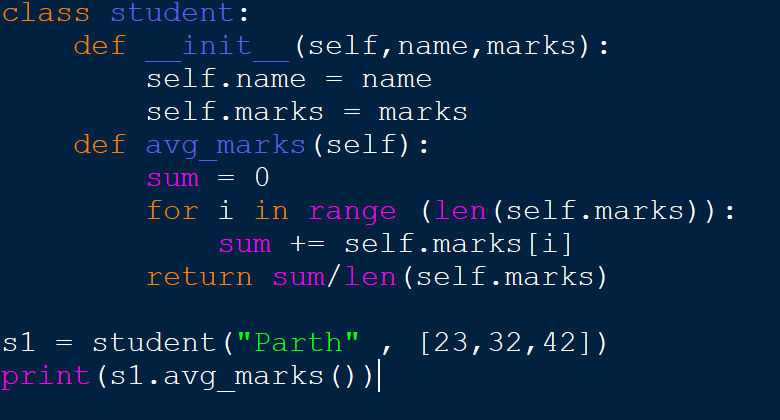 class student:
    def __init__(self,name,marks):
        self.name = name
        self.marks = marks
    def avg_marks(self):
        sum = 0
        for i in range (len(self.marks)):
            sum += self.marks[i]
        return sum/len(self.marks)

s1 = student("Parth" , [23,32,42])
print(s1.avg_marks())